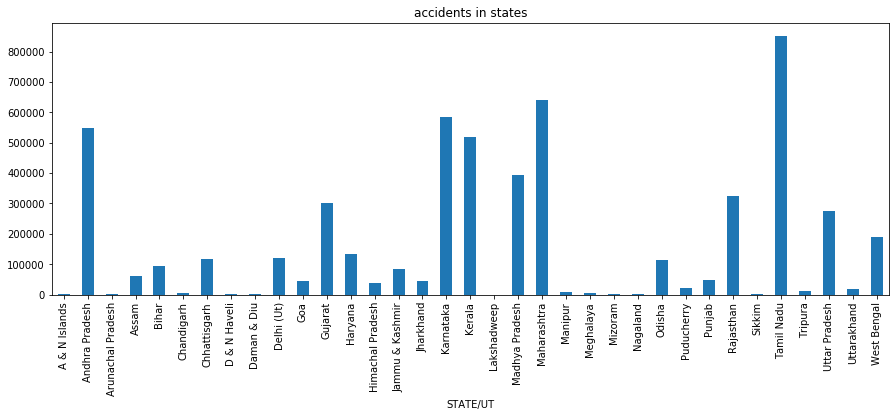 accidents in states
800000
700000
600000
500000
400000
300000
200000
100000
0
A & N Islands
Andhra Pradesh
Arunachal Pradesh
Assam
Bihar
Chandigarh
Chhattisgarh
D & N Haveli
Daman & Diu
Delhi (Ut)
Goa
Gujarat
Haryana
Himachal Pradesh
Jammu & Kashmir
Jharkhand
Karnataka
Kerala
Lakshadweep
Madhya Pradesh
Maharashtra
Manipur
Meghalaya
Mizoram
Nagaland
Odisha
Puducherry
Punjab
Rajasthan
Sikkim
Tamil Nadu
Tripura
Uttar Pradesh
Uttarakhand
West Bengal
STATE/UT